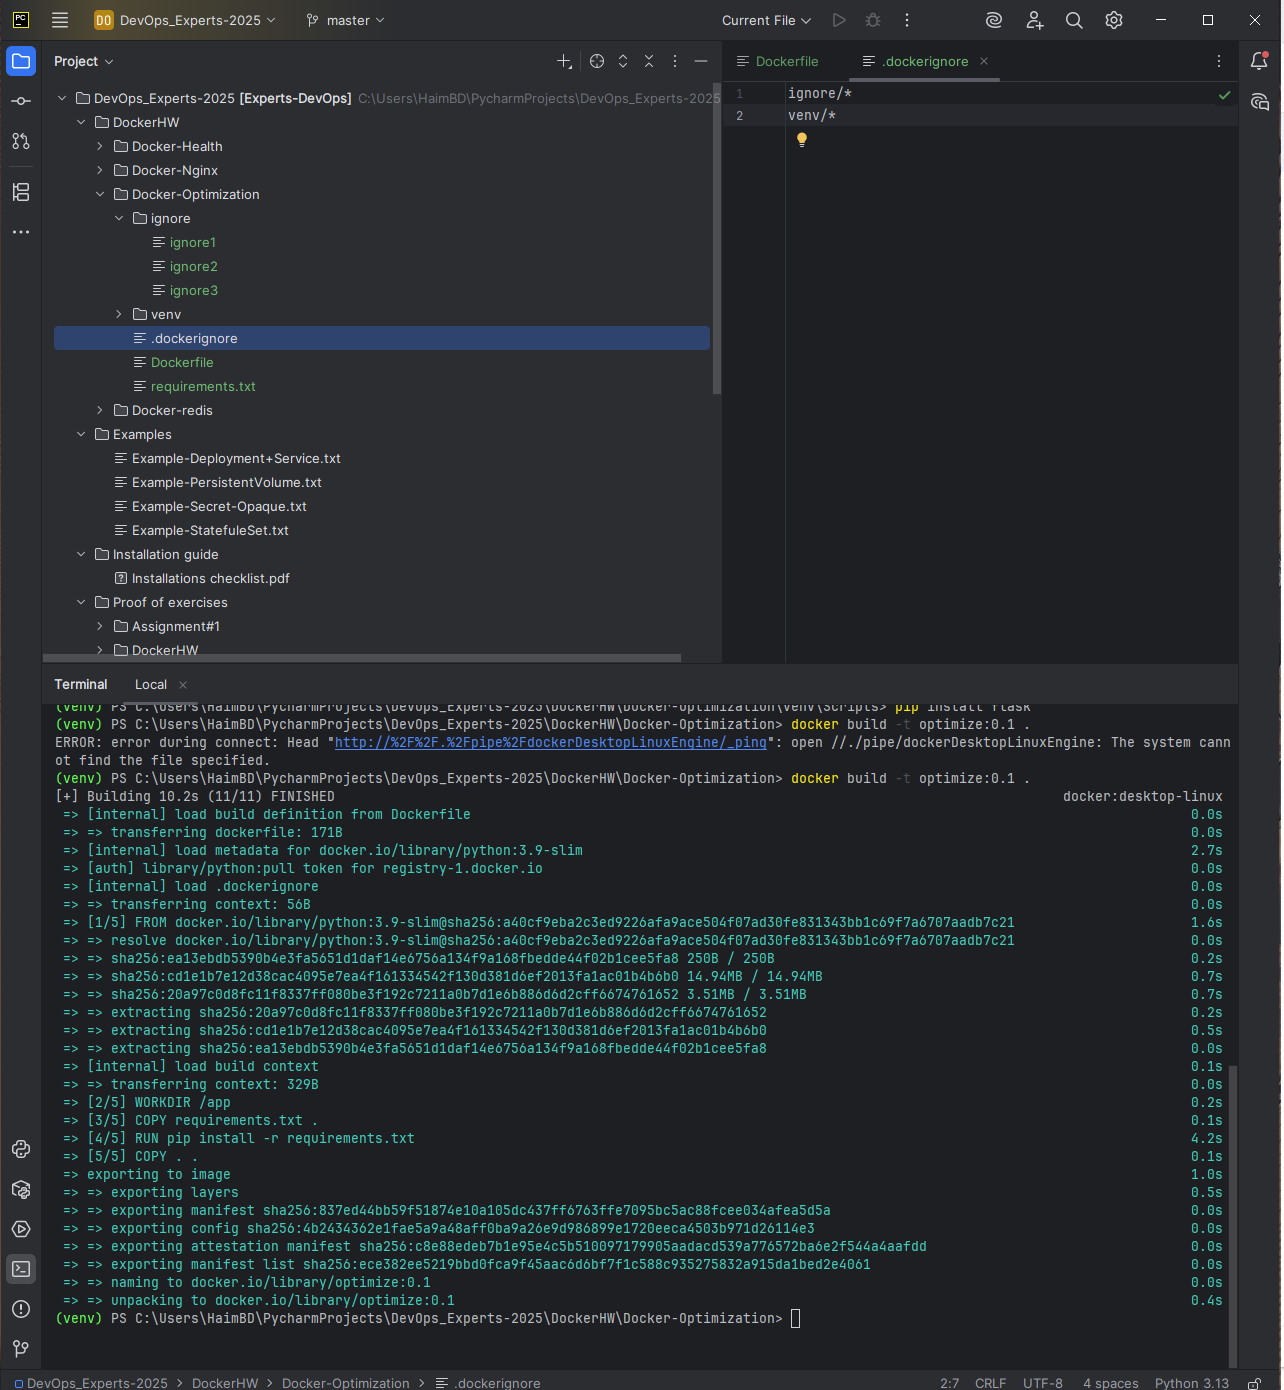 PC
DO DevOps_Experts-2025 master Current File
Project
DevOps_Experts-2025 [Experts-DevOps] C:\Users\HaimBD\PycharmProjects\DevOps_Experts-2025
DockerHW
Docker-Health
Docker-Nginx
Docker-Optimization
ignore
ignore1
ignore2
ignore3
venv
.dockerignore
Dockerfile
requirements.txt
Docker-redis
Examples
Example-Deployment+Service.txt
Example-PersistentVolume.txt
Example-Secret-Opaque.txt
Example-StatefuleSet.txt
Installation guide
Installations checklist.pdf
Proof of exercises
Assignment#1
DockerHW
Dockerfile .dockerignore
1 ignore/*
2 venv/*
Terminal Local
(venv) PS C:\Users\HaimBD\PycharmProjects\DevOps_Experts-2025\DockerHW\Docker-Optimization\venv\Scripts> pip install flask
(venv) PS C:\Users\HaimBD\PycharmProjects\DevOps_Experts-2025\DockerHW\Docker-Optimization> docker build -t optimize:0.1 .
ERROR: error during connect: Head "http://%2F%2F.%2Fpipe%2FdockerDesktopLinuxEngine/_ping": open //./pipe/dockerDesktopLinuxEngine: The system cann
ot find the file specified.
(venv) PS C:\Users\HaimBD\PycharmProjects\DevOps_Experts-2025\DockerHW\Docker-Optimization> docker build -t optimize:0.1 .
[+] Building 10.2s (11/11) FINISHED docker:desktop-linux
=> [internal] load build definition from Dockerfile 0.0s
=> => transferring dockerfile: 171B 0.0s
=> [internal] load metadata for docker.io/library/python:3.9-slim 2.7s
=> [auth] library/python:pull token for registry-1.docker.io 0.0s
=> [internal] load .dockerignore 0.0s
=> => transferring context: 56B 0.0s
=> [1/5] FROM docker.io/library/python:3.9-slim@sha256:a40cf9eba2c3ed9226afa9ace504f07ad30fe831343bb1c69f7a6707aadb7c21 1.6s
=> => resolve docker.io/library/python:3.9-slim@sha256:a40cf9eba2c3ed9226afa9ace504f07ad30fe831343bb1c69f7a6707aadb7c21 0.0s
=> => sha256:ea13ebdb5390b4e3fa5651d1daf14e6756a134f9a168fbedde44f02b1cee5fa8 250B / 250B 0.2s
=> => sha256:cd1e1b7e12d38cac4095e7ea4f161334542f130d381d6ef2013fa1ac01b4b6b0 14.94MB / 14.94MB 0.7s
=> => sha256:20a97c0d8fc11f8337ff080be3f192c7211a0b7d1e6b886d6d2cff6674761652 3.51MB / 3.51MB 0.7s
=> => extracting sha256:20a97c0d8fc11f8337ff080be3f192c7211a0b7d1e6b886d6d2cff6674761652 0.2s
=> => extracting sha256:cd1e1b7e12d38cac4095e7ea4f161334542f130d381d6ef2013fa1ac01b4b6b0 0.5s
=> => extracting sha256:ea13ebdb5390b4e3fa5651d1daf14e6756a134f9a168fbedde44f02b1cee5fa8 0.0s
=> [internal] load build context 0.1s
=> => transferring context: 329B 0.0s
=> [2/5] WORKDIR /app 0.2s
=> [3/5] COPY requirements.txt . 0.1s
=> [4/5] RUN pip install -r requirements.txt 4.2s
=> [5/5] COPY . . 0.1s
=> exporting to image 1.0s
=> => exporting layers 0.5s
=> => exporting manifest sha256:837ed44bb59f51874e10a105dc437ff6763ffe7095bc5ac88fcee034afea5d5a 0.0s
=> => exporting config sha256:4b2434362e1fae5a9a48aff0ba9a26e9d986899e1720eeca4503b971d26114e3 0.0s
=> => exporting attestation manifest sha256:c8e88edeb7b1e95e4c5b510097179905aadacd539a776572ba6e2f544a4aafdd 0.0s
=> => exporting manifest list sha256:ece382ee5219bbd0fca9f45aac6d6bf7f1c588c935275832a915da1bed2e4061 0.0s
=> => naming to docker.io/library/optimize:0.1 0.0s
=> => unpacking to docker.io/library/optimize:0.1 0.4s
(venv) PS C:\Users\HaimBD\PycharmProjects\DevOps_Experts-2025\DockerHW\Docker-Optimization>
DevOps_Experts-2025 > DockerHW > Docker-Optimization > .dockerignore 2:7 CRLF UTF-8 4 spaces Python 3.13